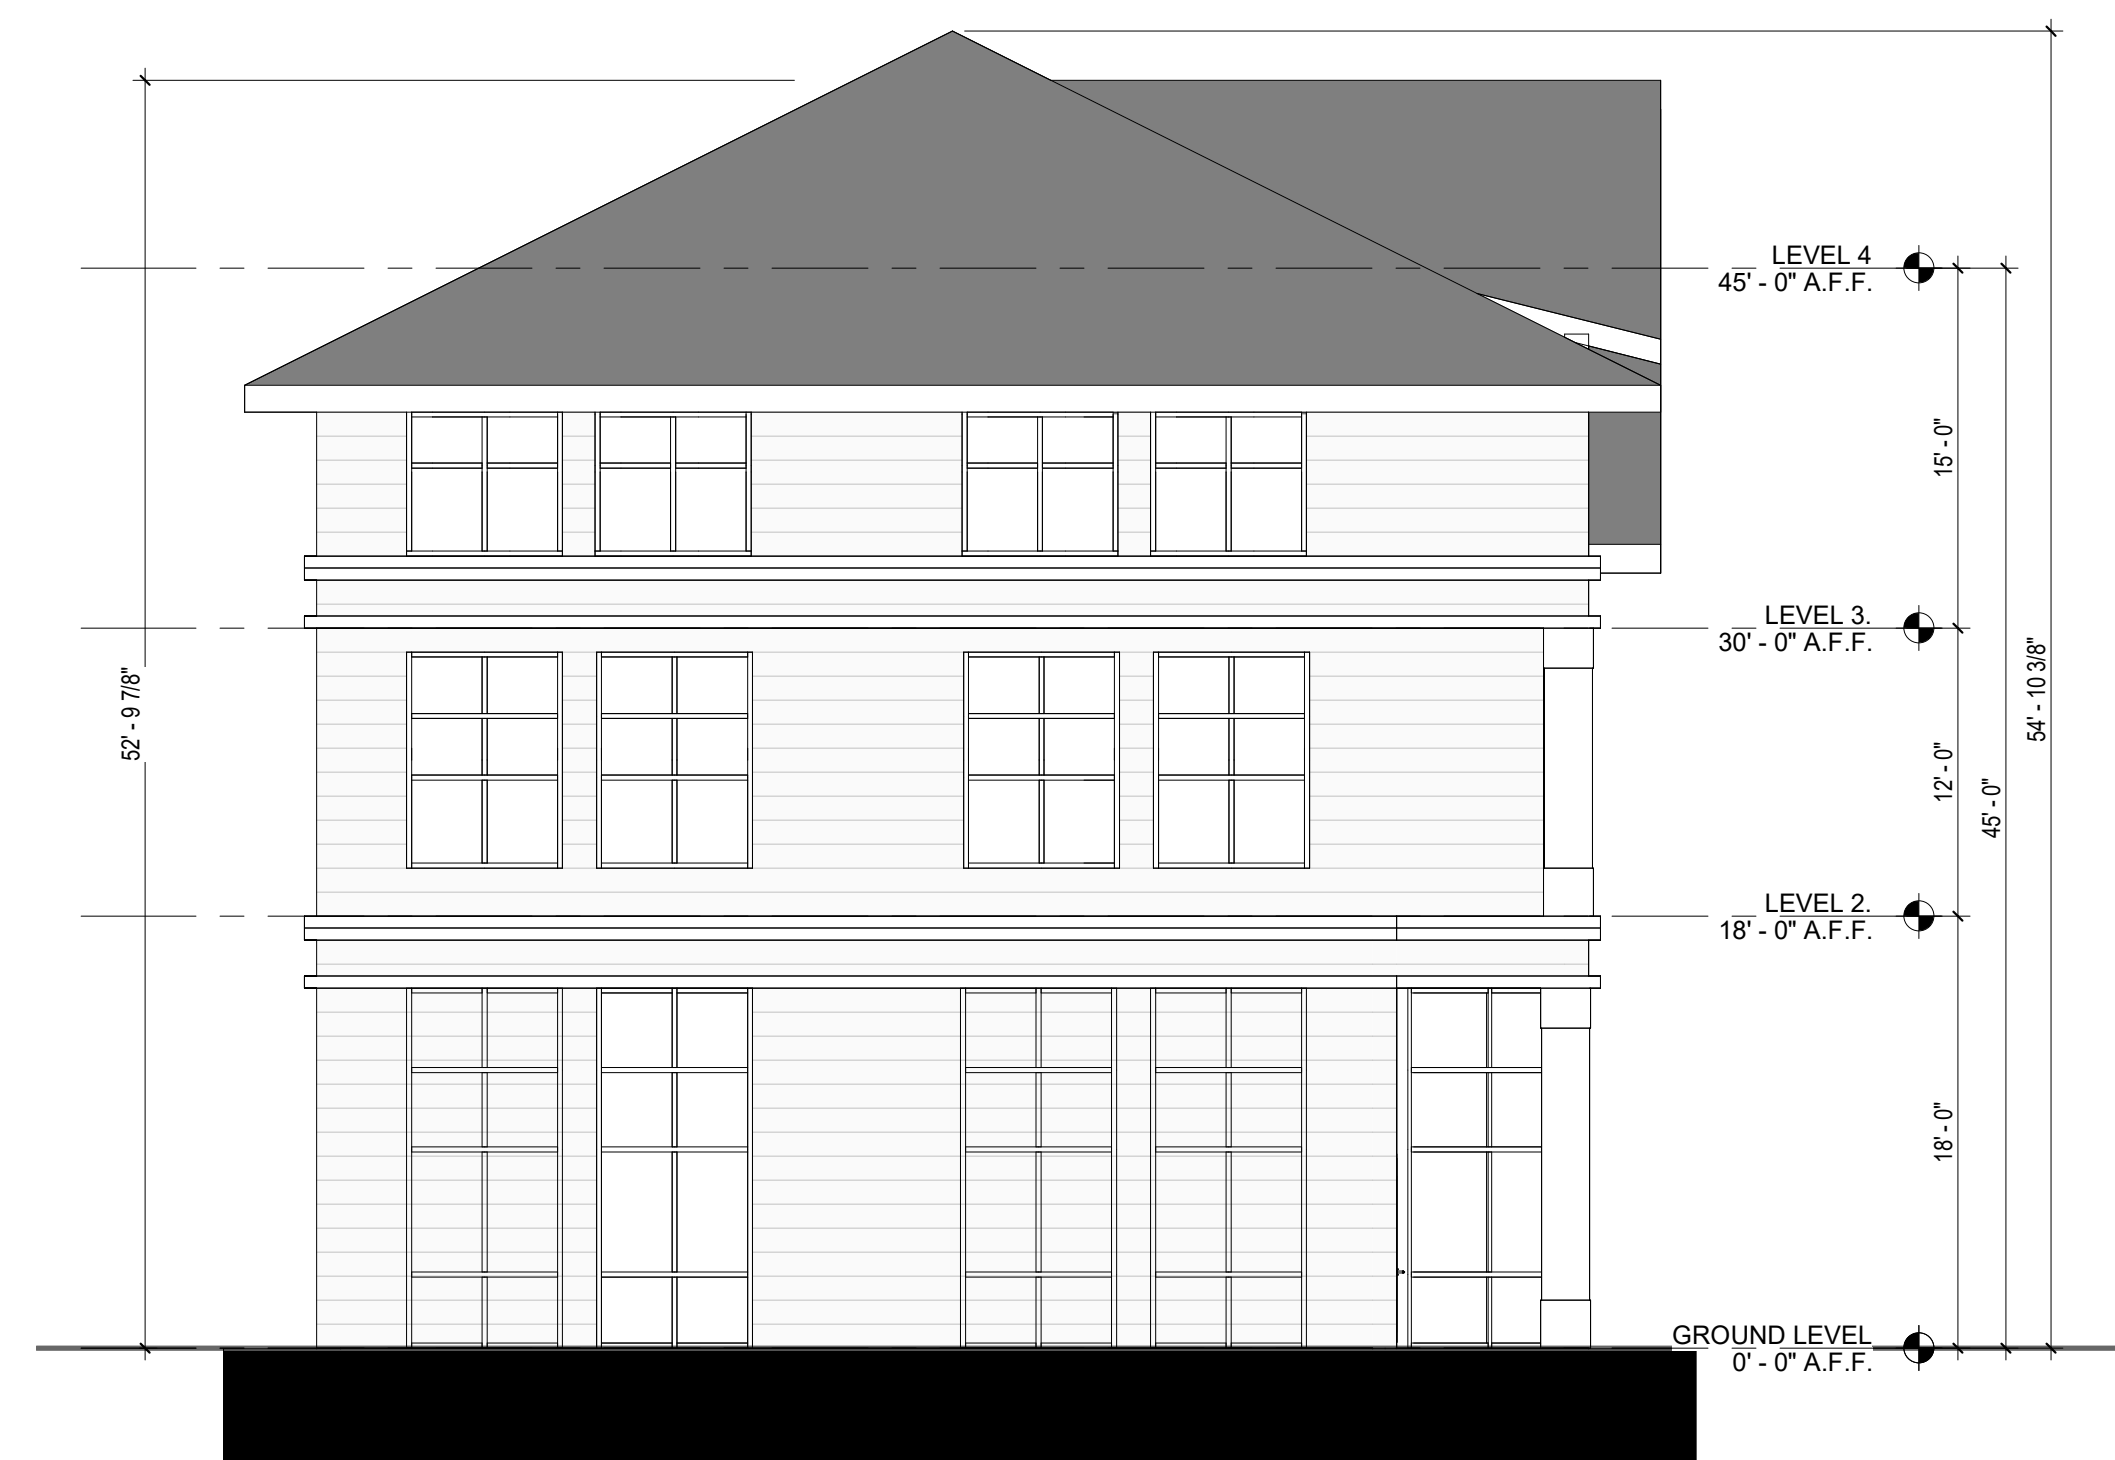 LEVEL 4
45' - 0" A.F.F.
15' - 0"
LEVEL 3.
30' - 0" A.F.F.
52' - 9 7/8"
54' - 10 3/8"
12' - 0"
45' - 0"
LEVEL 2.
18' - 0" A.F.F.
18' - 0"
GROUND LEVEL
0' - 0" A.F.F.